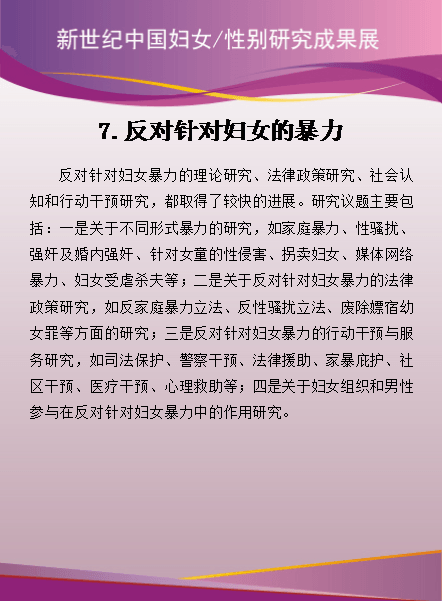 新世纪中国妇女/性别研究成果展
7.反对针对妇女的暴力
反对针对妇女暴力的理论研究、法律政策研究、社会认
知和行动干预研究，都取得了较快的进展。研究议题主要包
括：一是关于不同形式暴力的研究，如家庭暴力、性骚扰、
强奸及婚内强奸、针对女童的性侵害、拐卖妇女、媒体网络
暴力、妇女受虐杀夫等；二是关于反对针对妇女暴力的法律
政策研究，如反家庭暴力立法、反性骚扰立法、废除嫖宿幼
女罪等方面的研究；三是反对针对妇女暴力的行动干预与服
务研究，如司法保护、警察干预、法律援助、家暴庇护、社
区干预、医疗干预、心理救助等；四是关于妇女组织和男性
参与在反对针对妇女暴力中的作用研究。